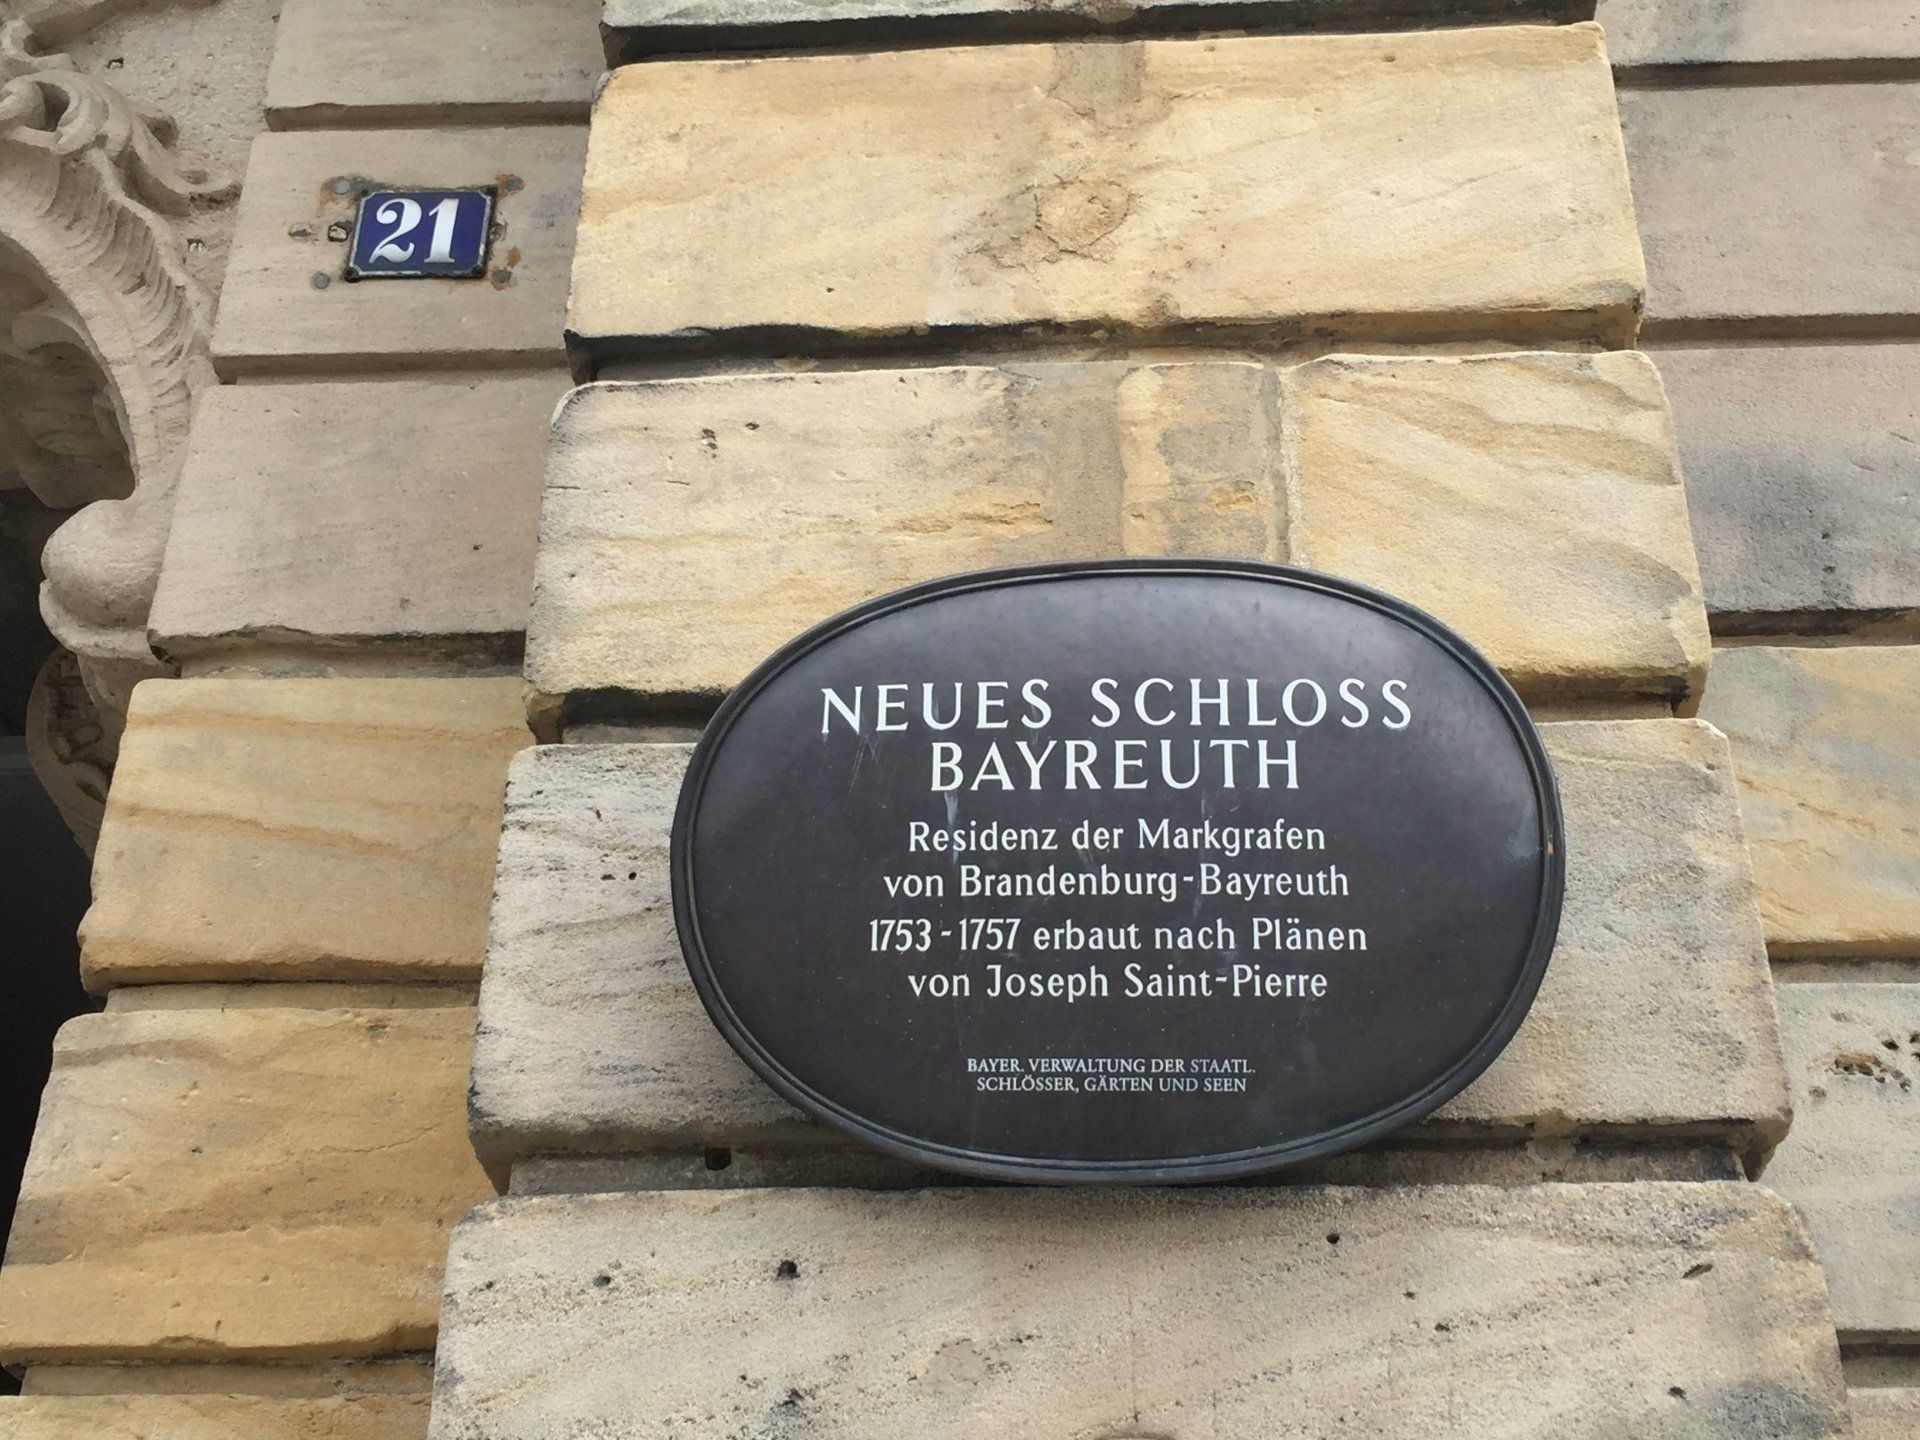 21
NEUES SCHLOSS
BAYREUTH
Residenz der Markgrafen
von Brandenburg-Bayreuth
1753-1757 erbaut nach Plänen
von Joseph Saint-Pierre
BAYER. VERWALTUNG DER STAATL.
SCHLÖSSER, GÄRTEN UND SEEN